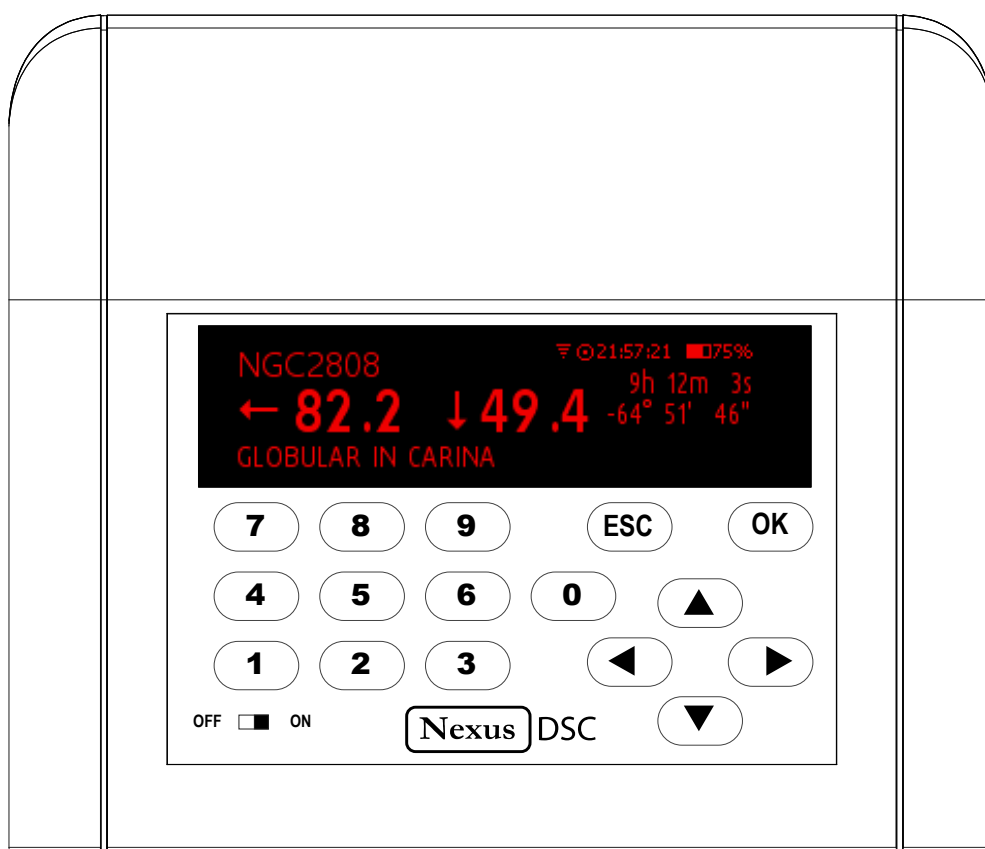 NGC2808
21:57:21 75%
9h 12m 3s
← 82.2 ↓49.4
-64° 51' 46"
GLOBULAR IN CARINA
7 8 9 ESC OK
4 5 6 0
1 2 3
OFF ON
Nexus DSC